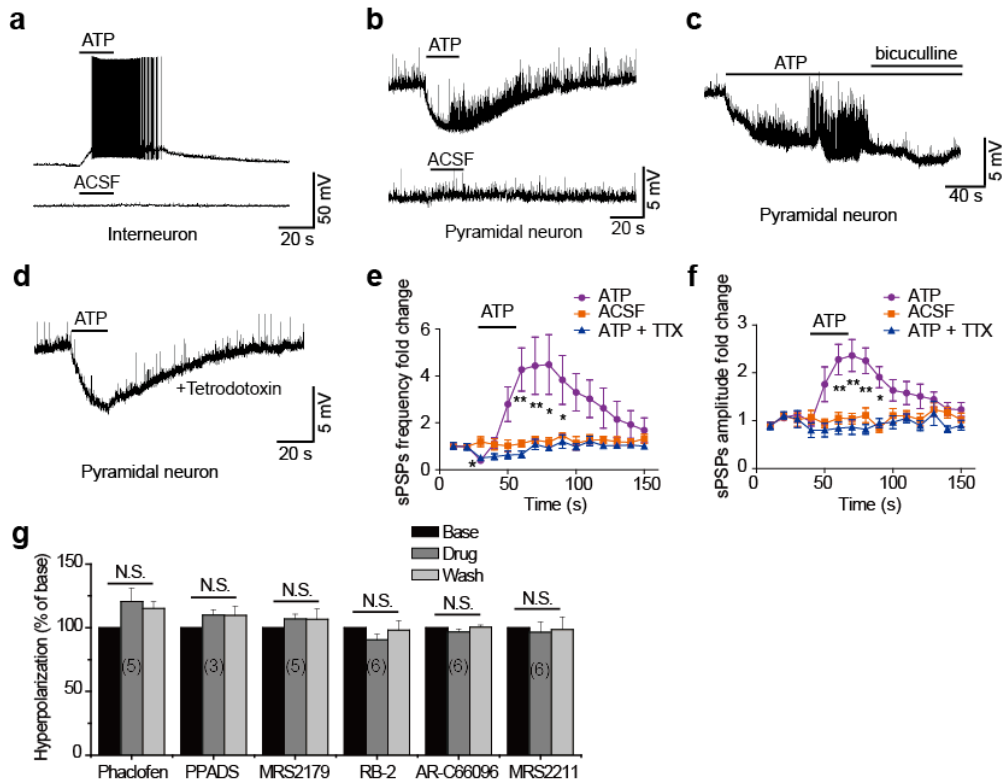 a
ATP
ACSF
Interneuron
50 mV
20 s
b
ATP
ACSF
Pyramidal neuron
5 mV
20 s
c
bicuculline
ATP
Pyramidal neuron
5 mV
40 s
d
ATP
+Tetrodotoxin
Pyramidal neuron
5 mV
20 s
e
ATP
ACSF
ATP + TTX
ATP
sPSPs frequency fold change
6
4
2
1
0
** ** * *
*
0 50 100 150
Time (s)
f
ATP
ACSF
ATP + TTX
ATP
sPSPs amplitude fold change
3
2
1
0
** ** ** *
0 50 100 150
Time (s)
g
Base
Drug
Wash
Hyperpolarization (% of base)
150
100
50
0
N.S. N.S. N.S. N.S. N.S. N.S.
(5) (3) (5) (6) (6) (6)
Phaclofen PPADS MRS2179 RB-2 AR-C66096 MRS2211